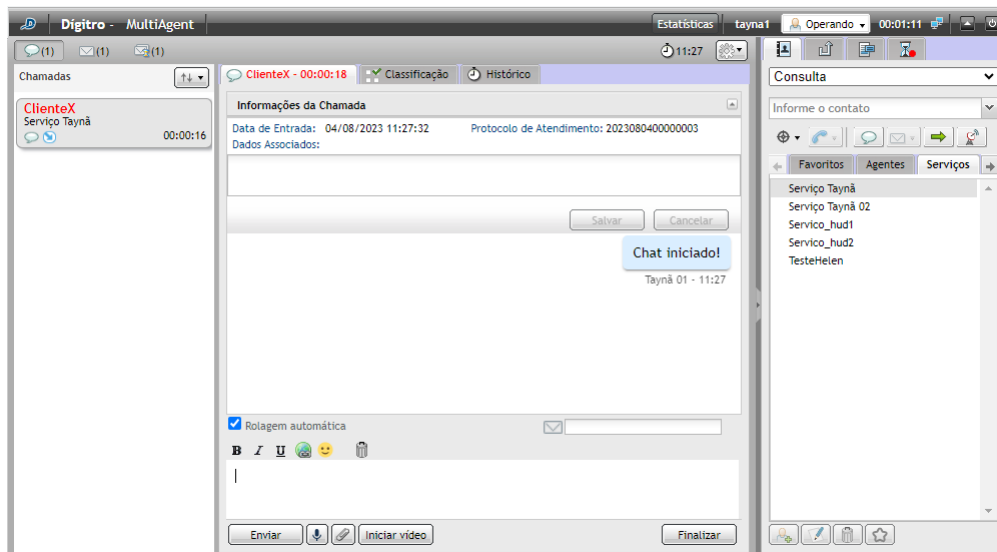 Dígitro - MultiAgent
Estatísticas tayna1 Operando 00:01:11
(1) (1) (1)
11:27
Chamadas
ClienteX
Serviço Taynã
00:00:16
ClienteX - 00:00:18 Classificação Histórico
Informações da Chamada
Data de Entrada: 04/08/2023 11:27:32 Protocolo de Atendimento: 2023080400000003
Dados Associados:
Salvar Cancelar
Chat iniciado!
Taynã 01 - 11:27
Rolagem automática
B I U
Enviar Iniciar vídeo Finalizar
Consulta
Informe o contato
Favoritos Agentes Serviços
Serviço Taynã
Serviço Taynã 02
Servico_hud1
Servico_hud2
TesteHelen